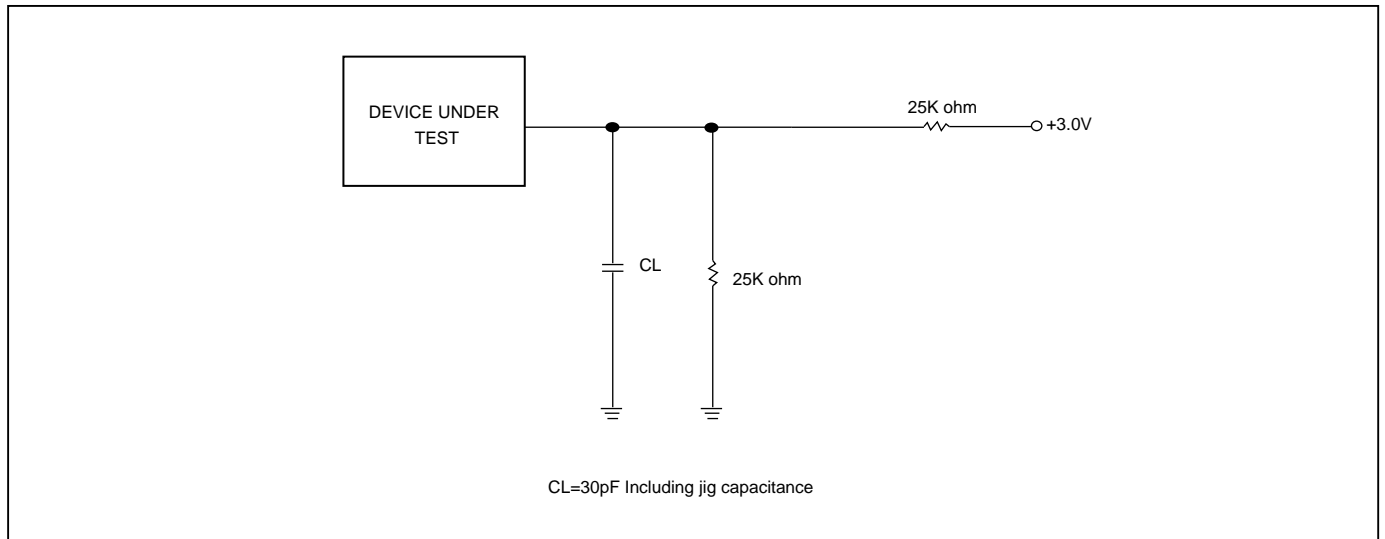 DEVICE UNDER
TEST
25K ohm
+3.0V
CL
25K ohm
CL=30pF Including jig capacitance